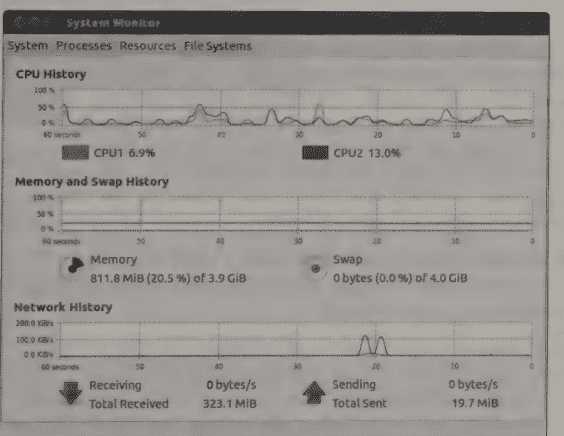 System Monitor
System Processes Resources File Systems
CPU History
100 %
50 %
0 %
60 seconds 50 40 30 20 10 0
CPU1 6.9% CPU2 13.0%
Memory and Swap History
100 %
50 %
0 %
60 seconds 50 40 30 20 10 0
Memory Swap
811.8 MiB (20.5 %) of 3.9 GiB 0 bytes (0.0 %) of 4.0 GiB
Network History
200.0 KiB/s
100.0 KiB/s
0.0 KiB/s
60 seconds 50 40 30 20 10 0
Receiving 0 bytes/s Sending 0 bytes/s
Total Received 323.1 MiB Total Sent 19.7 MiB